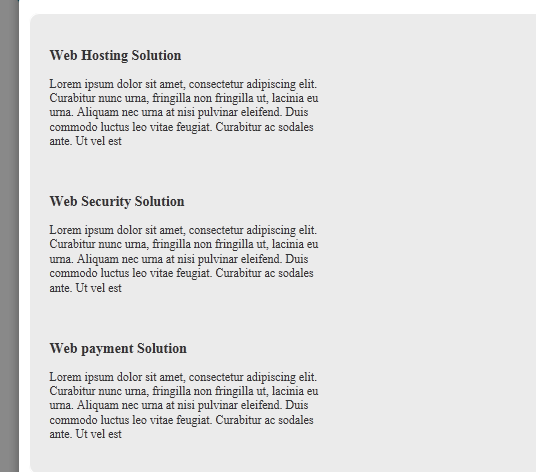 Web Hosting Solution
Lorem ipsum dolor sit amet, consectetur adipiscing elit.
Curabitur nunc urna, fringilla non fringilla ut, lacinia eu
urna. Aliquam nec urna at nisi pulvinar eleifend. Duis
commodo luctus leo vitae feugiat. Curabitur ac sodales
ante. Ut vel est
Web Security Solution
Lorem ipsum dolor sit amet, consectetur adipiscing elit.
Curabitur nunc urna, fringilla non fringilla ut, lacinia eu
urna. Aliquam nec urna at nisi pulvinar eleifend. Duis
commodo luctus leo vitae feugiat. Curabitur ac sodales
ante. Ut vel est
Web payment Solution
Lorem ipsum dolor sit amet, consectetur adipiscing elit.
Curabitur nunc urna, fringilla non fringilla ut, lacinia eu
urna. Aliquam nec urna at nisi pulvinar eleifend. Duis
commodo luctus leo vitae feugiat. Curabitur ac sodales
ante. Ut vel est